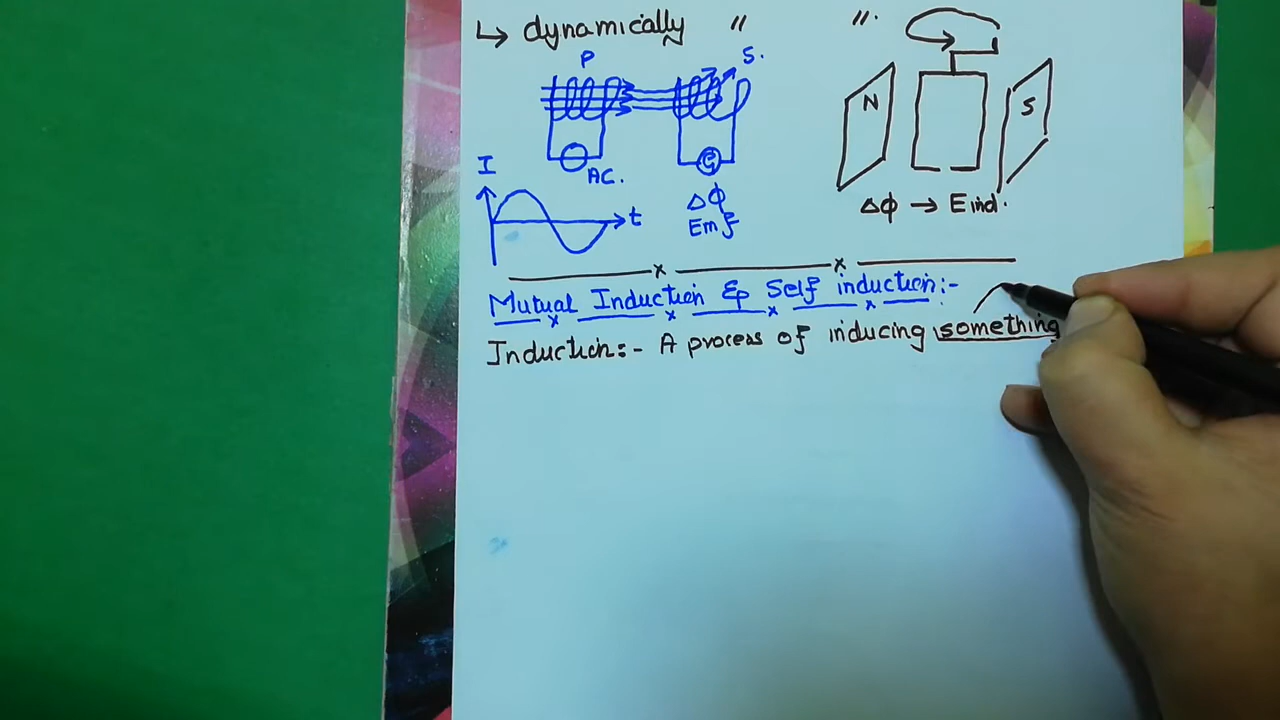 ↳ dynamically " ".
P S.
N S
G
AC.
I
t
Δϕ
Emf
Δϕ → Eind.
Mutual Induction & Self induction:-
Induction:- A process of inducing something